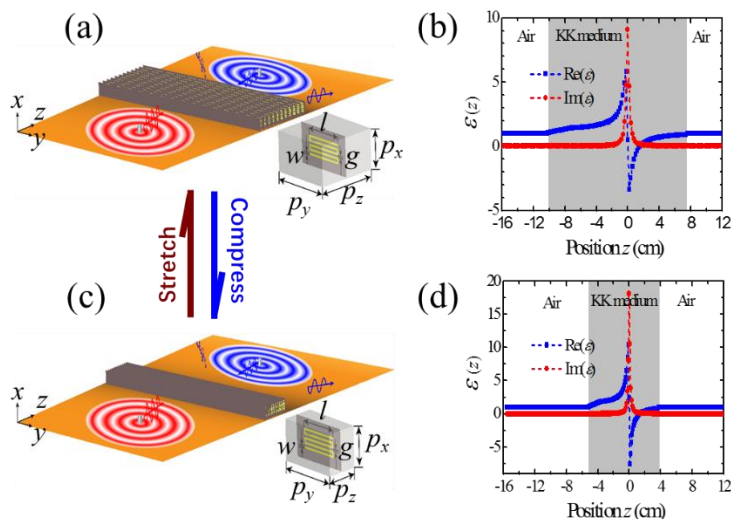 (a)
x
z
y
l
w
g
p_x
p_y
p_z
(b)
10
5
0
5
ε(z)
Air
KK medium
Air
Re(ε)
Im(ε)
-16 -12 -8 -4 0 4 8 12
Position z (cm)
Stretch
Compress
(c)
x
z
y
l
w
g
p_x
p_y
p_z
(d)
20
15
10
5
0
-5
ε(z)
Air
KK medium
Air
Re(ε)
Im(ε)
-16 -12 -8 -4 0 4 8 12
Position z (cm)